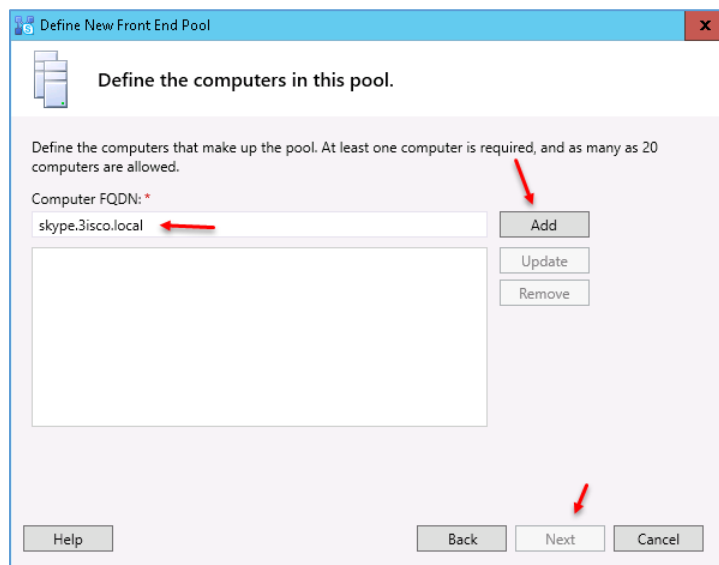 Define New Front End Pool
x
Define the computers in this pool.
Define the computers that make up the pool. At least one computer is required, and as many as 20
computers are allowed.
Computer FQDN: *
skype.3isco.local
Add
Update
Remove
Help
Back
Next
Cancel